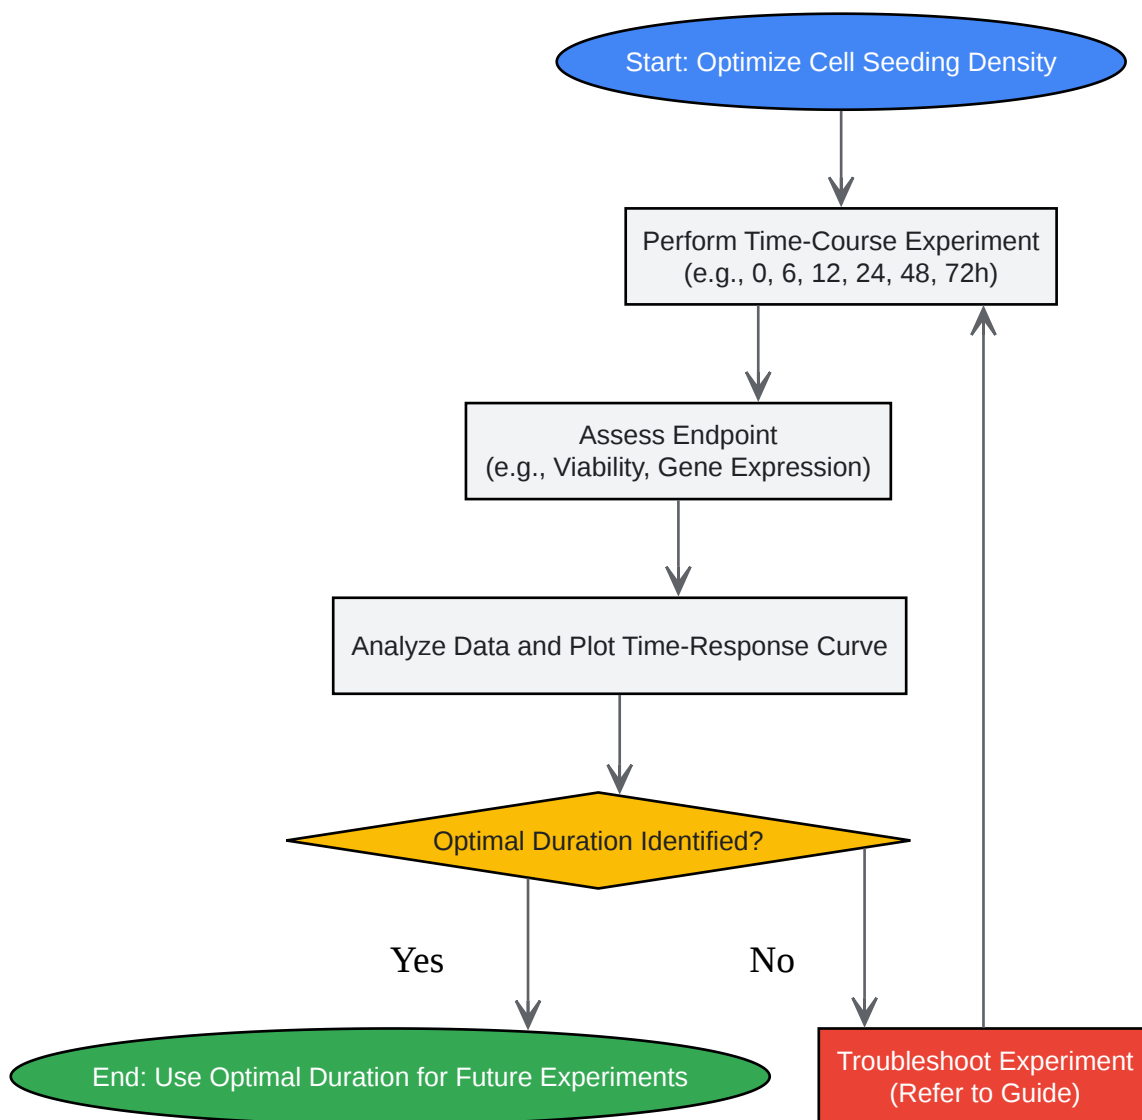 Start: Optimize Cell Seeding Density
Perform Time-Course Experiment
(e.g., 0, 6, 12, 24, 48, 72h)
Assess Endpoint
(e.g., Viability, Gene Expression)
Analyze Data and Plot Time-Response Curve
Optimal Duration Identified?
Yes
No
End: Use Optimal Duration for Future Experiments
Troubleshoot Experiment
(Refer to Guide)